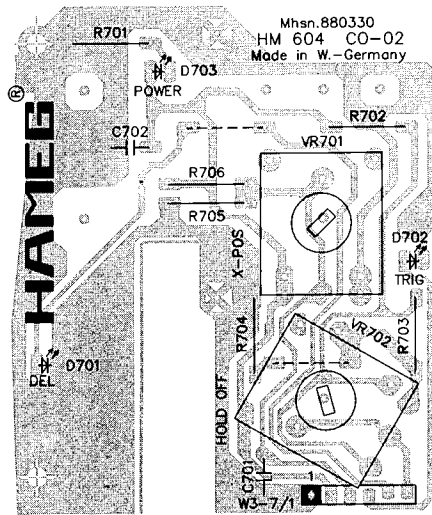 Mhsn.880330
HM 604 CO-02
Made in W.-Germany
R701
D703
POWER
HAMEG®
C702
R702
VR701
R706
R705
X-POS
D702
TRIG
R704
VR702
R703
D701
DEL
HOLD OFF
C701
1
W3-7/1